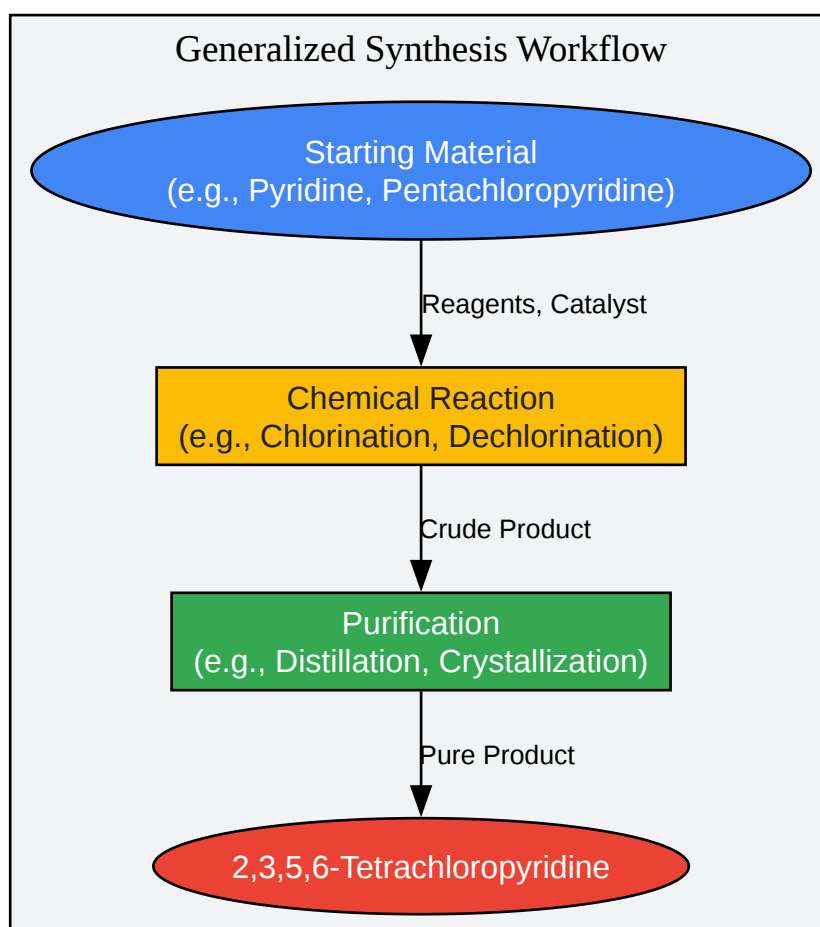 Generalized Synthesis Workflow
Starting Material
(e.g., Pyridine, Pentachloropyridine)
Reagents, Catalyst
Chemical Reaction
(e.g., Chlorination, Dechlorination)
Crude Product
Purification
(e.g., Distillation, Crystallization)
Pure Product
2,3,5,6-Tetrachloropyridine